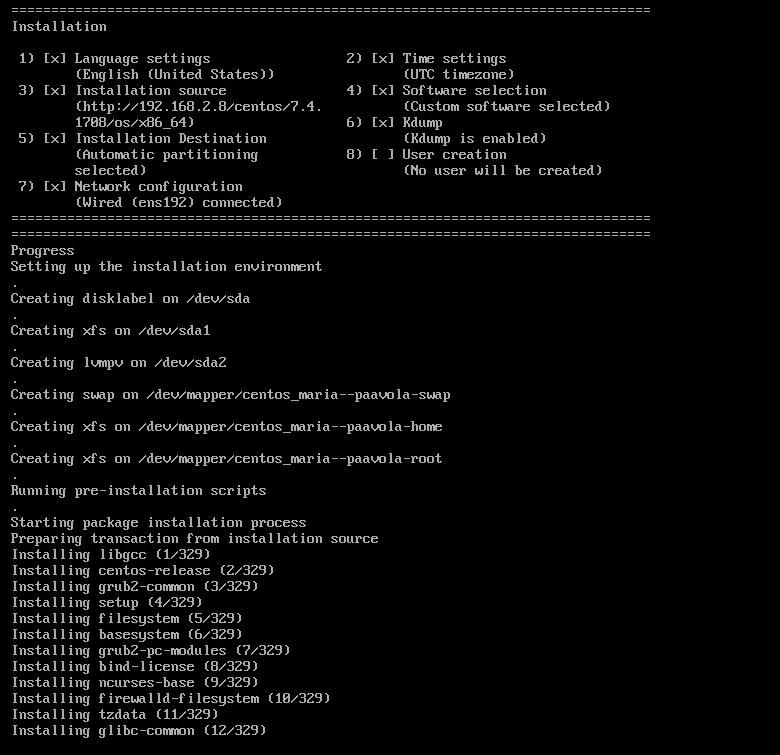 ================================================================================
Installation
1) [x] Language settings                 2) [x] Time settings
       (English (United States))                (UTC timezone)
3) [x] Installation source               4) [x] Software selection
       (http://192.168.2.8/centos/7.4.          (Custom software selected)
       1708/os/x86_64)                   6) [x] Kdump
5) [x] Installation Destination                 (Kdump is enabled)
       (Automatic partitioning           8) [ ] User creation
       selected)                                (No user will be created)
7) [x] Network configuration
       (Wired (ens192) connected)
================================================================================
================================================================================
Progress
Setting up the installation environment
.
Creating disklabel on /dev/sda
.
Creating xfs on /dev/sda1
.
Creating lvmpv on /dev/sda2
.
Creating swap on /dev/mapper/centos_maria--paavola-swap
.
Creating xfs on /dev/mapper/centos_maria--paavola-home
.
Creating xfs on /dev/mapper/centos_maria--paavola-root
.
Running pre-installation scripts
.
Starting package installation process
Preparing transaction from installation source
Installing libgcc (1/329)
Installing centos-release (2/329)
Installing grub2-common (3/329)
Installing setup (4/329)
Installing filesystem (5/329)
Installing basesystem (6/329)
Installing grub2-pc-modules (7/329)
Installing bind-license (8/329)
Installing ncurses-base (9/329)
Installing firewalld-filesystem (10/329)
Installing tzdata (11/329)
Installing glibc-common (12/329)